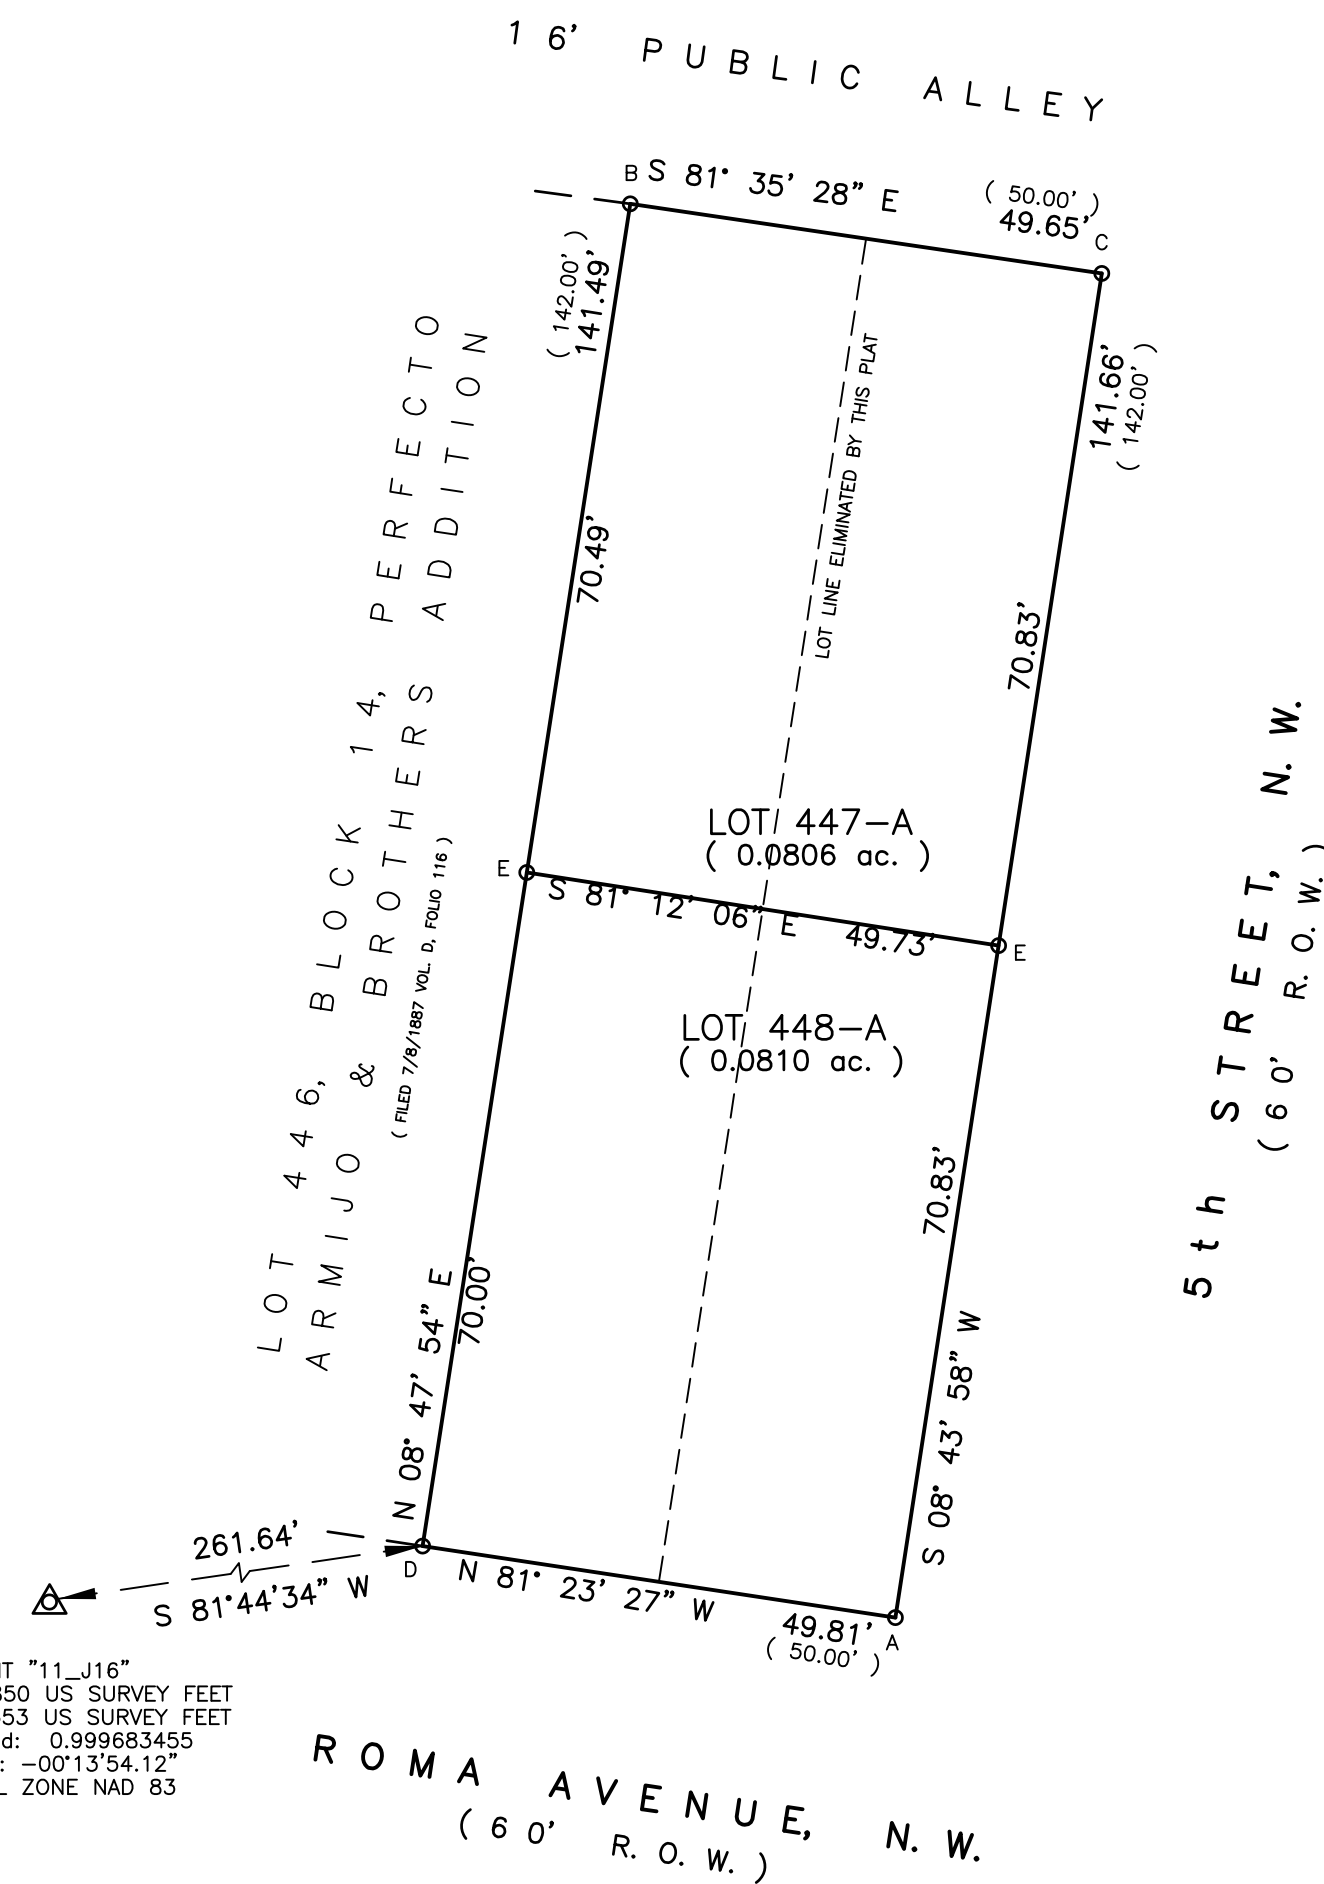 1 6' PUBLIC ALLEY
B
S 81° 35' 28" E
( 50.00' )
49.65'
C
( 142.00' )
141.49'
141.66'
( 142.00' )
LOT LINE ELIMINATED BY THIS PLAT
70.49'
70.83'
LOT 446, BLOCK 14, PERFECTO
ARMIJO & BROTHERS ADDITION
( FILED 7/8/1887 VOL. D, FOLIO 116 )
LOT 447-A
( 0.0806 ac. )
E
S 81° 12' 06" E 49.73'
E
LOT 448-A
( 0.0810 ac. )
5th STREET, N. W.
( 60' R. O. W. )
70.83'
70.00'
N 08° 47' 54" E
S 08° 43' 58" W
261.64'
S 81°44'34" W
D
N 81° 23' 27" W
49.81'
( 50.00' )
A
T "11_J16"
350 US SURVEY FEET
53 US SURVEY FEET
d: 0.999683455
: -00°13'54.12"
L ZONE NAD 83
ROMA AVENUE, N. W.
( 60' R. O. W. )